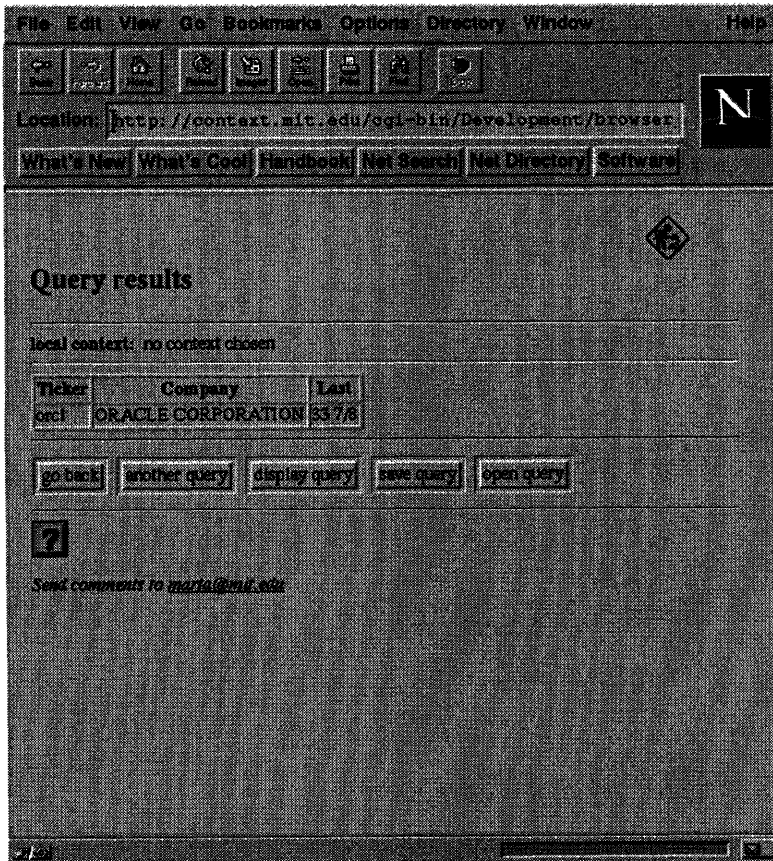 File Edit View Go Bookmarks Options Directory Window Help
Location: http://context.mit.edu/cgi-bin/Development/browser
N
What's New What's Cool Handbook Net Search Net Directory Software
Query results
local context: no context chosen
Ticker Company Last
orcl ORACLE CORPORATION 33 7/8
go back another query display query save query open query
?
Send comments to marta@mit.edu